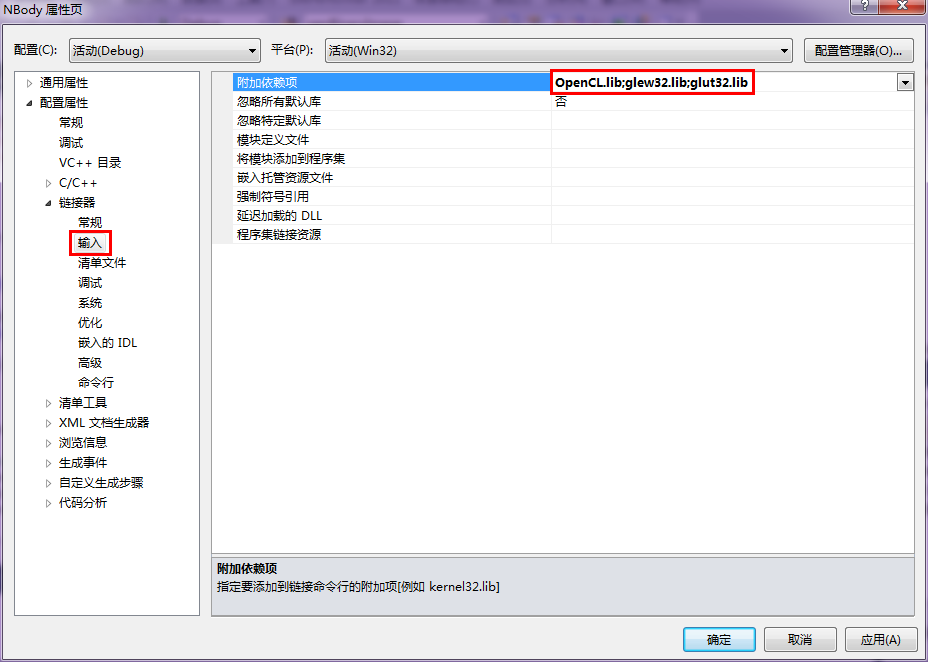 NBody 属性页
配置(C): 活动(Debug) 平台(P): 活动(Win32) 配置管理器(O)...
通用属性
配置属性
常规
调试
VC++ 目录
C/C++
链接器
常规
输入
清单文件
调试
系统
优化
嵌入的 IDL
高级
命令行
清单工具
XML 文档生成器
浏览信息
生成事件
自定义生成步骤
代码分析
附加依赖项 OpenCL.lib;glew32.lib;glut32.lib
忽略所有默认库 否
忽略特定默认库
模块定义文件
将模块添加到程序集
嵌入托管资源文件
强制符号引用
延迟加载的 DLL
程序集链接资源
附加依赖项
指定要添加到链接命令行的附加项[例如 kernel32.lib]
确定 取消 应用(A)